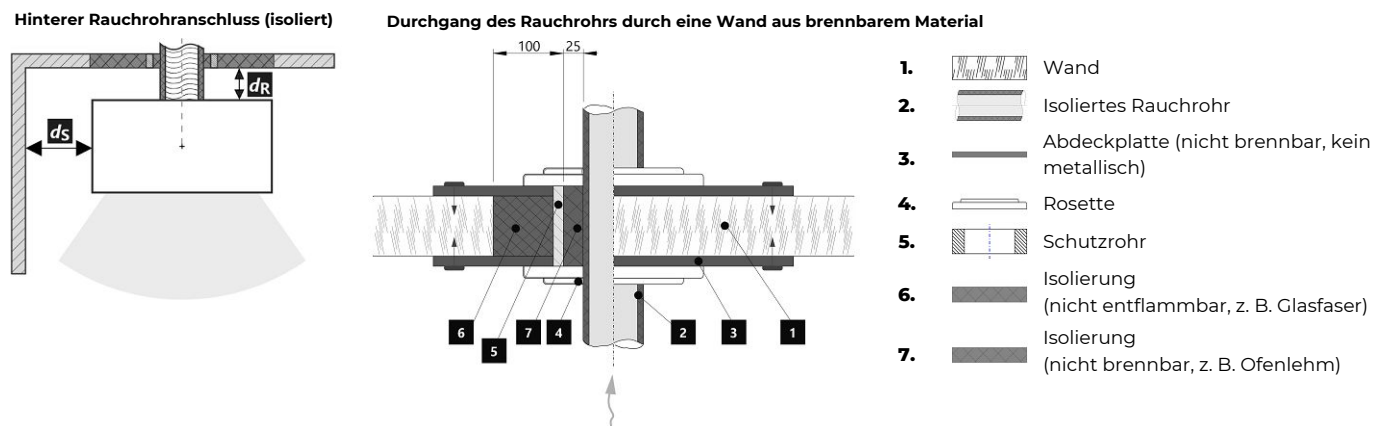 Hinterer Rauchrohranschluss (isoliert)
dR
dS
Durchgang des Rauchrohrs durch eine Wand aus brennbarem Material
100
25
6
5
7
4
2
3
1
1.
Wand
2.
Isoliertes Rauchrohr
3.
Abdeckplatte (nicht brennbar, kein
metallisch)
4.
Rosette
5.
Schutzrohr
6.
Isolierung
(nicht entflammbar, z. B. Glasfaser)
7.
Isolierung
(nicht brennbar, z. B. Ofenlehm)